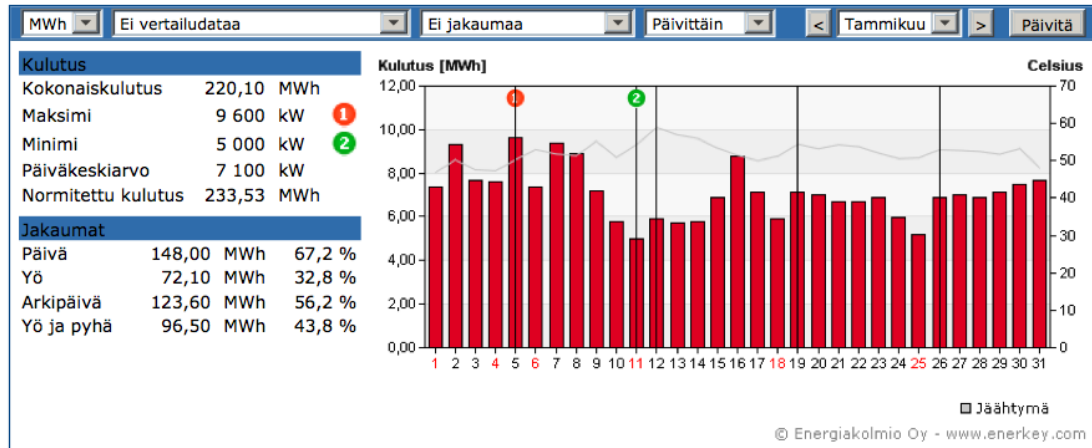 MWh Ei vertailudataa Ei jakaumaa Päivittäin < Tammikuu > Päivitä
Kulutus
Kokonaiskulutus 220,10 MWh
Maksimi 9 600 kW 1
Minimi 5 000 kW 2
Päiväkeskiarvo 7 100 kW
Normitettu kulutus 233,53 MWh
Jakaumat
Päivä 148,00 MWh 67,2 %
Yö 72,10 MWh 32,8 %
Arkipäivä 123,60 MWh 56,2 %
Yö ja pyhä 96,50 MWh 43,8 %
Kulutus [MWh] Celsius
1 2
12,00
10,00
8,00
6,00
4,00
2,00
0,00
70
60
50
40
30
20
10
0
1 2 3 4 5 6 7 8 9 10 11 12 13 14 15 16 17 18 19 20 21 22 23 24 25 26 27 28 29 30 31
Jäähtymä
© Energiakolmio Oy - www.enerkey.com